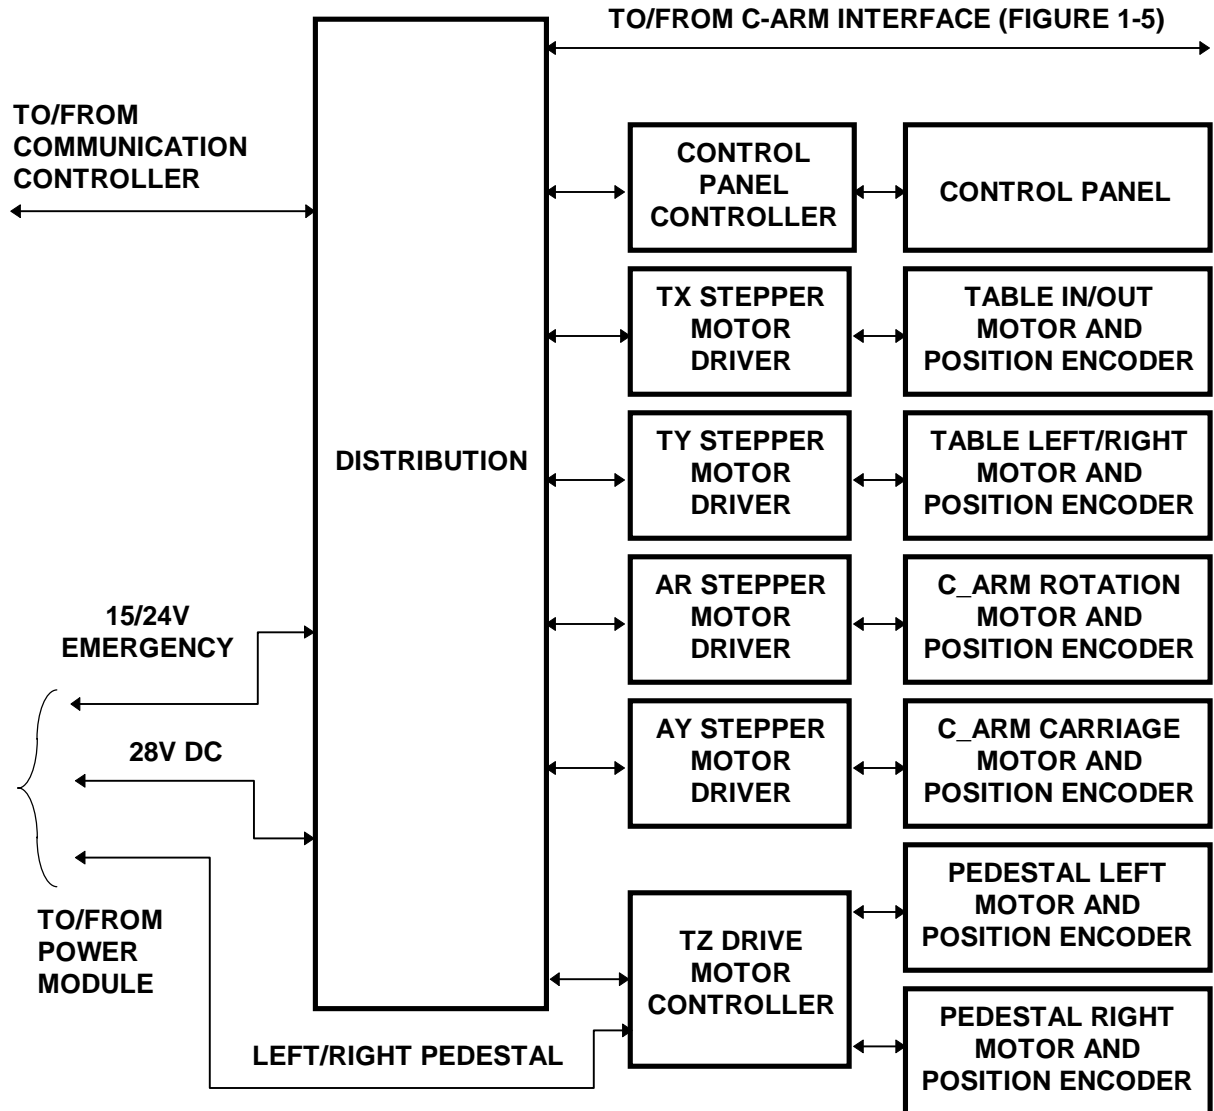 TO/FROM C-ARM INTERFACE (FIGURE 1-5)
TO/FROM
COMMUNICATION
CONTROLLER
CONTROL
PANEL
CONTROLLER
CONTROL PANEL
TX STEPPER
MOTOR
DRIVER
TABLE IN/OUT
MOTOR AND
POSITION ENCODER
DISTRIBUTION
TY STEPPER
MOTOR
DRIVER
TABLE LEFT/RIGHT
MOTOR AND
POSITION ENCODER
AR STEPPER
MOTOR
DRIVER
C_ARM ROTATION
MOTOR AND
POSITION ENCODER
15/24V
EMERGENCY
28V DC
AY STEPPER
MOTOR
DRIVER
C_ARM CARRIAGE
MOTOR AND
POSITION ENCODER
TO/FROM
POWER
MODULE
TZ DRIVE
MOTOR
CONTROLLER
PEDESTAL LEFT
MOTOR AND
POSITION ENCODER
LEFT/RIGHT PEDESTAL
PEDESTAL RIGHT
MOTOR AND
POSITION ENCODER